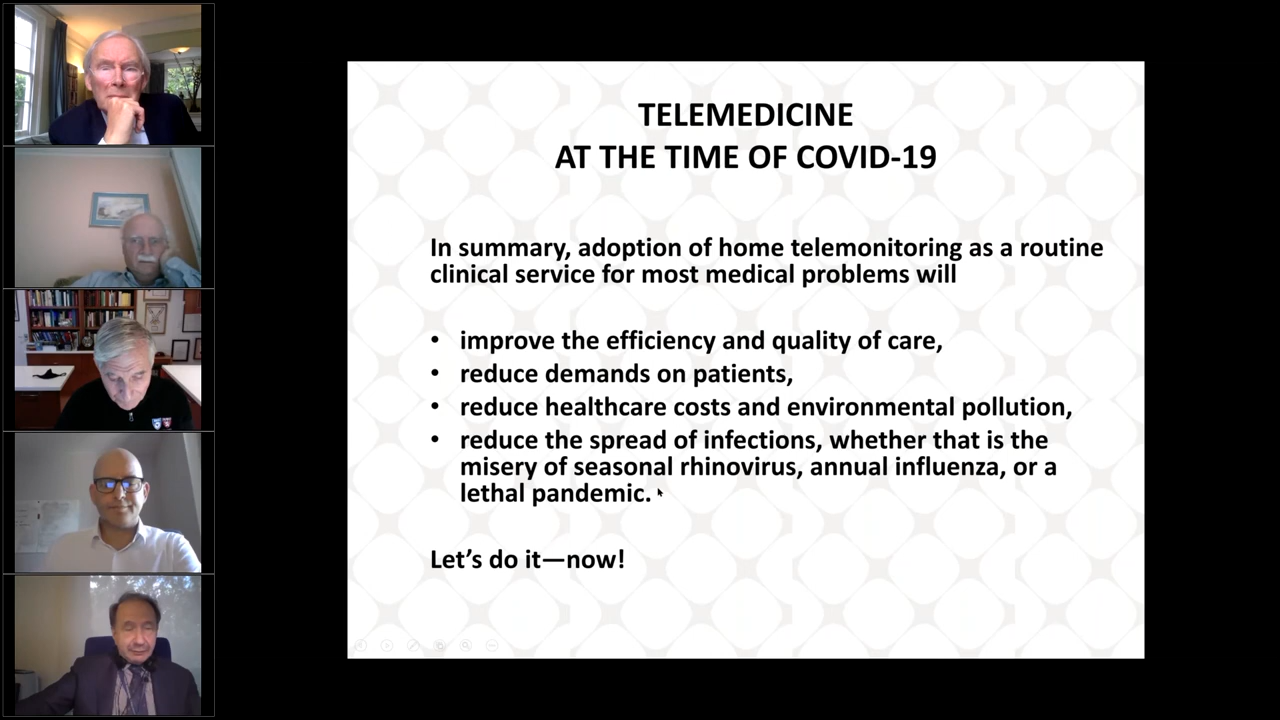 TELEMEDICINE
AT THE TIME OF COVID-19
In summary, adoption of home telemonitoring as a routine
clinical service for most medical problems will
• improve the efficiency and quality of care,
• reduce demands on patients,
• reduce healthcare costs and environmental pollution,
• reduce the spread of infections, whether that is the
misery of seasonal rhinovirus, annual influenza, or a
lethal pandemic.
Let’s do it—now!